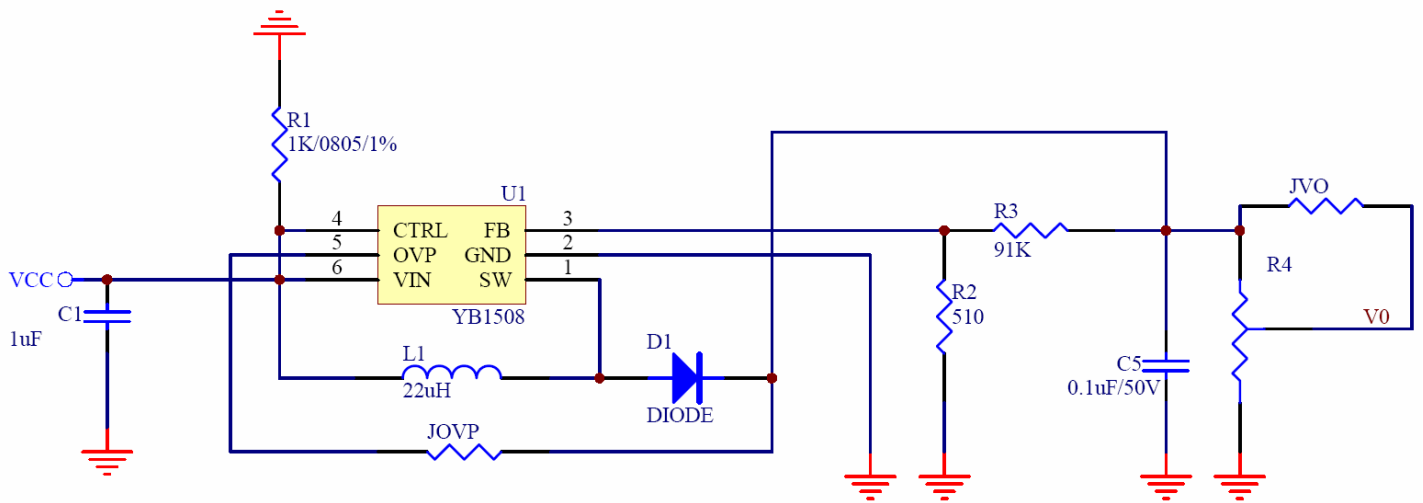 R1
1K/0805/1%
U1
JVO
4
CTRL
FB
3
R3
5
OVP
GND
2
91K
R4
VCC
6
VIN
SW
1
R2
C1
YB1508
510
V0
1uF
L1
D1
C5
22uH
0.1uF/50V
DIODE
JOVP